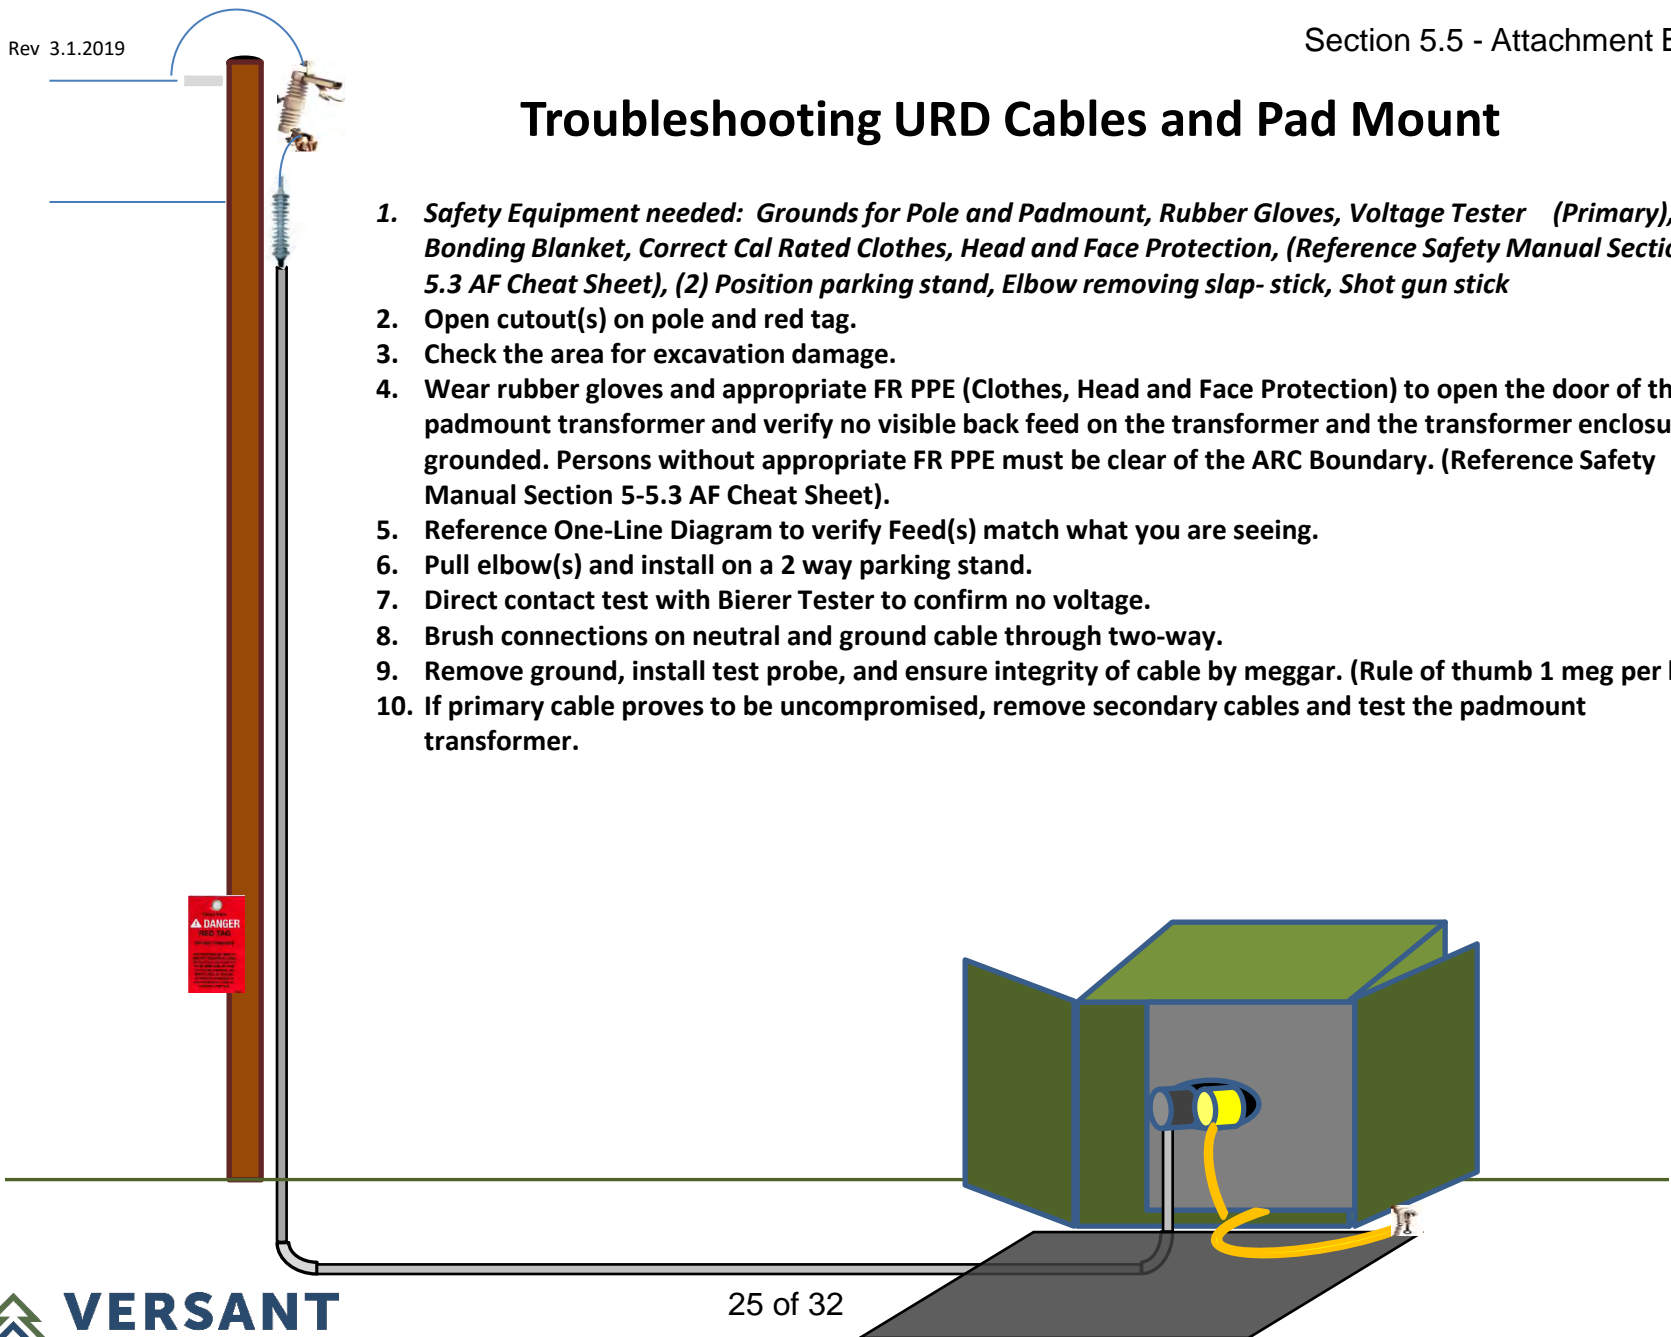 Rev 3.1.2019
Section 5.5 - Attachment
Troubleshooting URD Cables and Pad Mount
1. Safety Equipment needed: Grounds for Pole and Padmount, Rubber Gloves, Voltage Tester (Primary),
Bonding Blanket, Correct Cal Rated Clothes, Head and Face Protection, (Reference Safety Manual Sectio
5.3 AF Cheat Sheet), (2) Position parking stand, Elbow removing slap- stick, Shot gun stick
2. Open cutout(s) on pole and red tag.
3. Check the area for excavation damage.
4. Wear rubber gloves and appropriate FR PPE (Clothes, Head and Face Protection) to open the door of th
padmount transformer and verify no visible back feed on the transformer and the transformer enclosu
grounded. Persons without appropriate FR PPE must be clear of the ARC Boundary. (Reference Safety
Manual Section 5-5.3 AF Cheat Sheet).
5. Reference One-Line Diagram to verify Feed(s) match what you are seeing.
6. Pull elbow(s) and install on a 2 way parking stand.
7. Direct contact test with Bierer Tester to confirm no voltage.
8. Brush connections on neutral and ground cable through two-way.
9. Remove ground, install test probe, and ensure integrity of cable by meggar. (Rule of thumb 1 meg per
10. If primary cable proves to be uncompromised, remove secondary cables and test the padmount
transformer.
DANGER
RED TAG
25 of 32
VERSANT